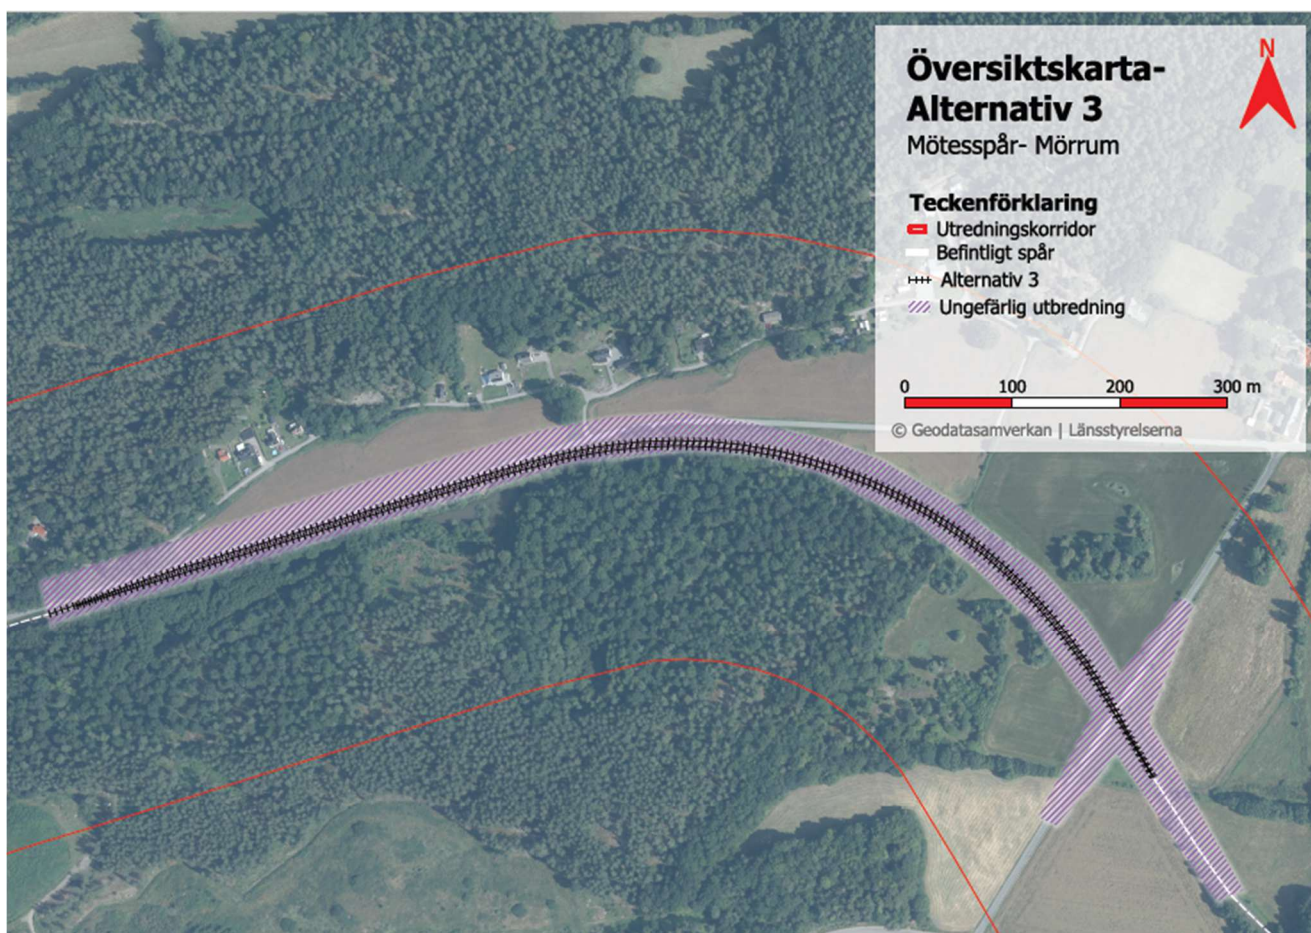 Översiktskarta-
Alternativ 3
Mötesspår- Mörrum
N
Teckenförklaring
Utredningskorridor
Befintligt spår
Alternativ 3
Ungefärlig utbredning
0 100 200 300 m
© Geodatasamverkan | Länsstyrelserna